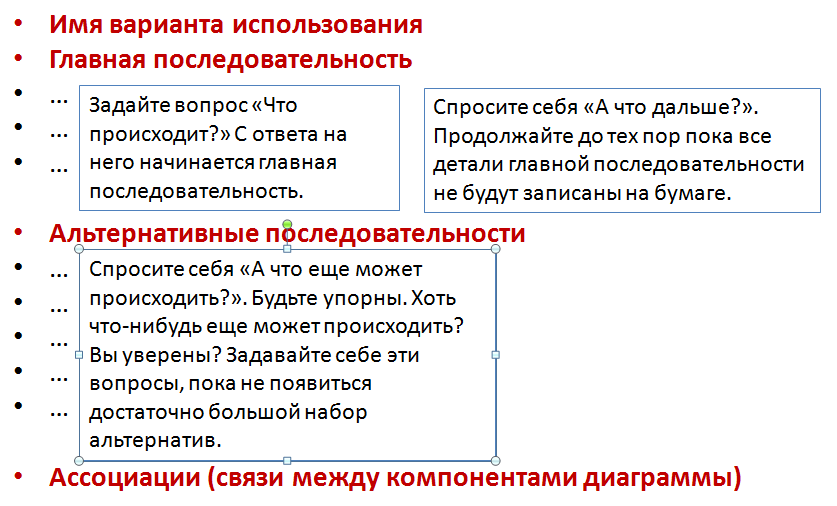 • Имя варианта использования
• Главная последовательность
• ...
• ...
• ...
Задайте вопрос «Что
происходит?» С ответа на
него начинается главная
последовательность.
Спросите себя «А что дальше?».
Продолжайте до тех пор пока все
детали главной последовательности
не будут записаны на бумаге.
• Альтернативные последовательности
• ...
• ...
• ...
• ...
• ...
Спросите себя «А что еще может
происходить?». Будьте упорны. Хоть
что-нибудь еще может происходить?
Вы уверены? Задавайте себе эти
вопросы, пока не появиться
достаточно большой набор
альтернатив.
• Ассоциации (связи между компонентами диаграммы)